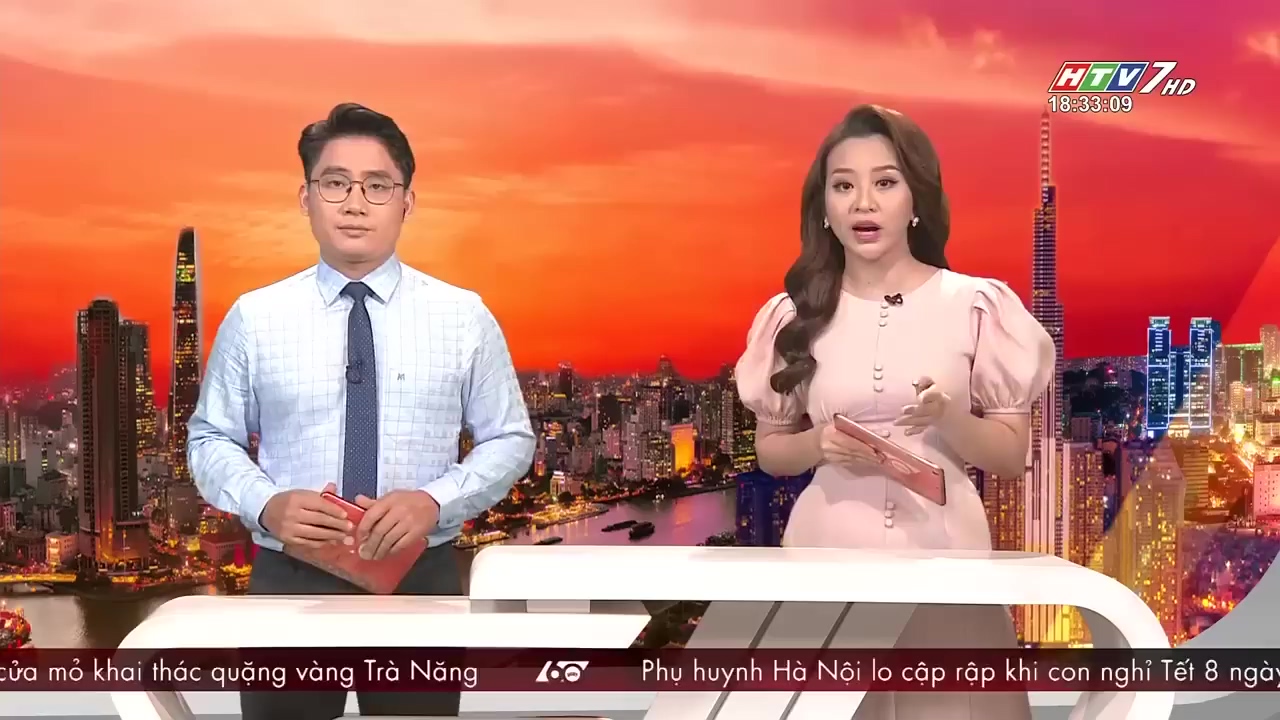 HTV7 HD
18:33:09
cửa mỏ khai thác quặng vàng Trà Năng
60 Phụ huynh Hà Nội lo cập rập khi con nghỉ Tết 8 ngày